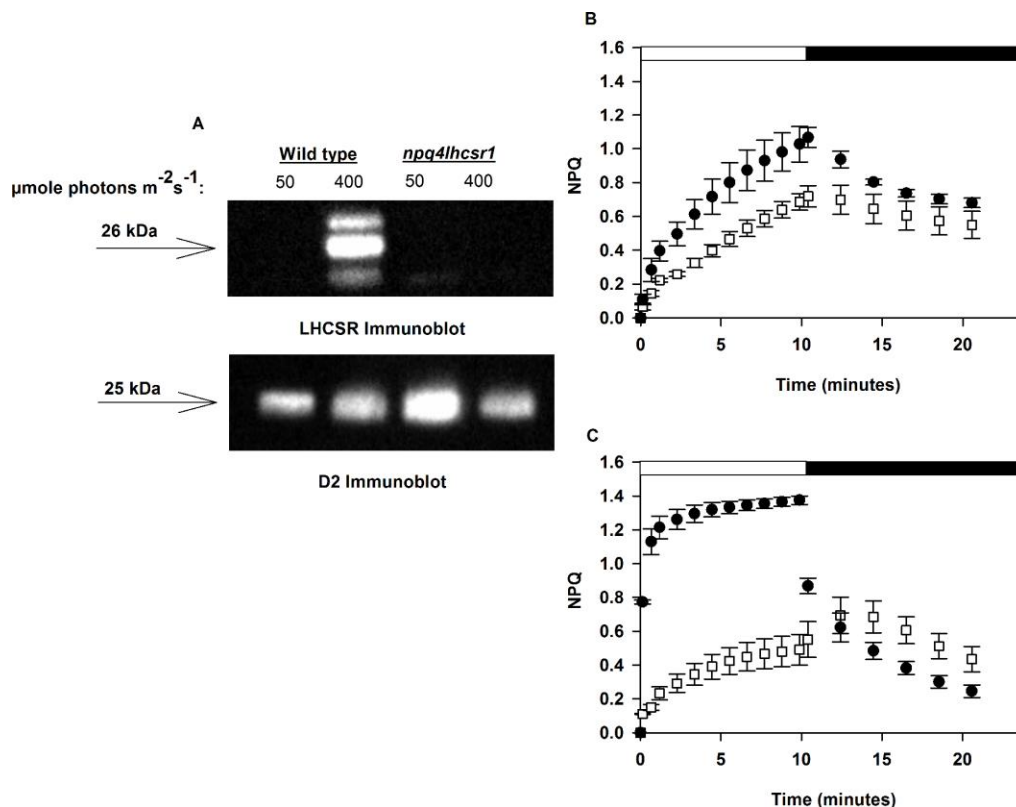 A
Wild type npq4lhcsr1
µmole photons m-2s-1: 50 400 50 400
26 kDa
LHCSR Immunoblot
25 kDa
D2 Immunoblot
B
1.6
1.4
1.2
1.0
0.8
0.6
0.4
0.2
0.0
NPQ
0 5 10 15 20
Time (minutes)
C
1.6
1.4
1.2
1.0
0.8
0.6
0.4
0.2
0.0
NPQ
0 5 10 15 20
Time (minutes)